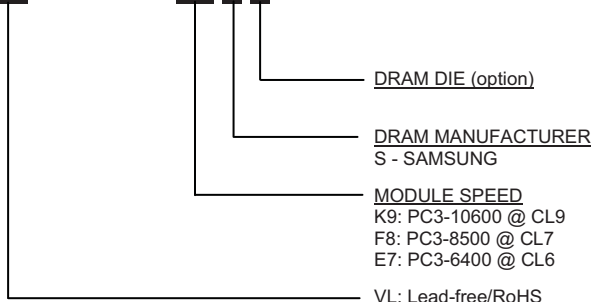 DRAM DIE (option)
DRAM MANUFACTURER
S - SAMSUNG
MODULE SPEED
K9: PC3-10600 @ CL9
F8: PC3-8500 @ CL7
E7: PC3-6400 @ CL6
VL: Lead-free/RoHS